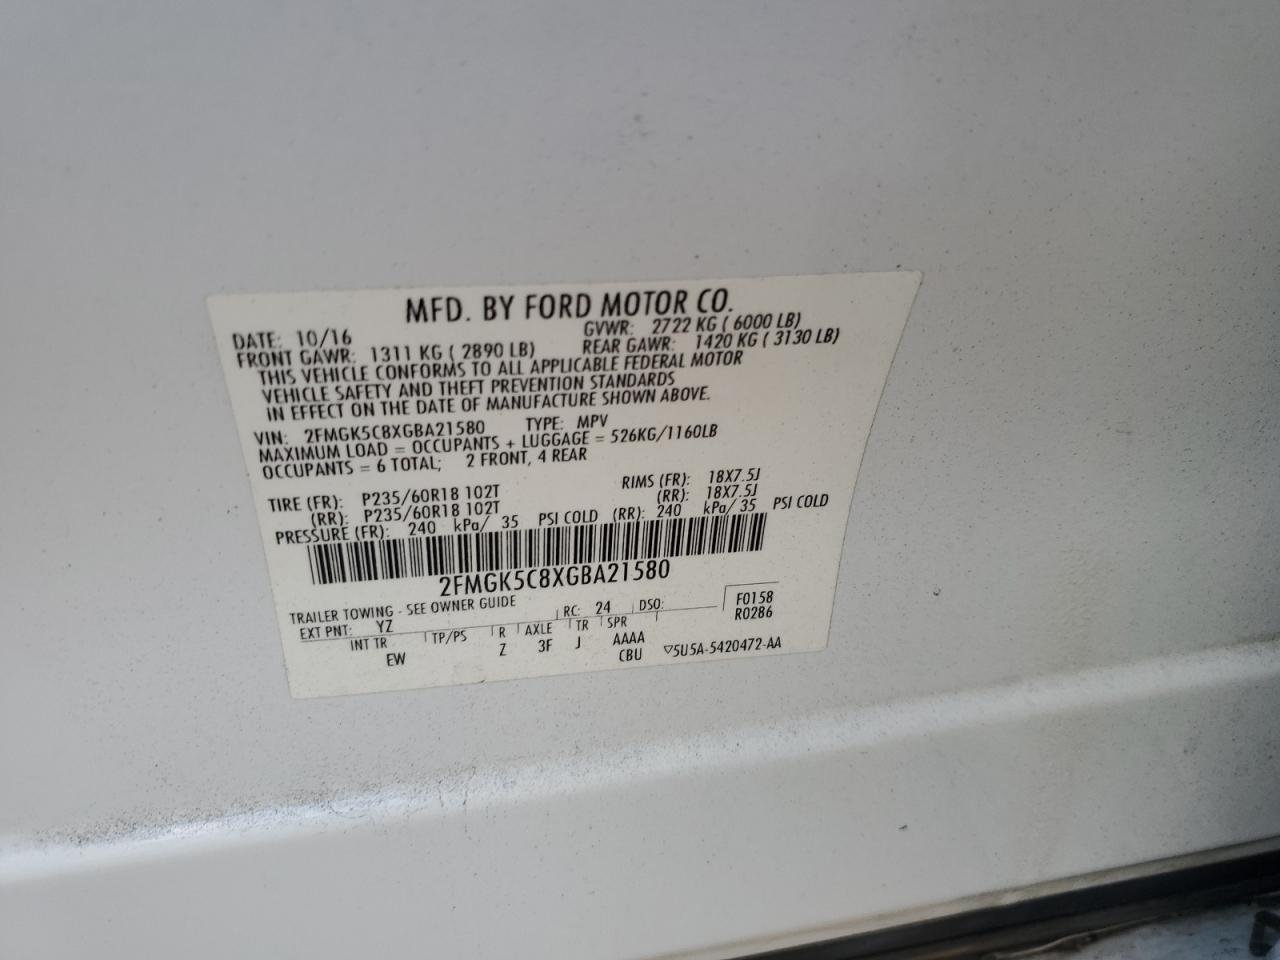 MFD. BY FORD MOTOR CO.
DATE: 10/16 GVWR: 2722 KG ( 6000 LB)
FRONT GAWR: 1311 KG ( 2890 LB) REAR GAWR: 1420 KG ( 3130 LB)
THIS VEHICLE CONFORMS TO ALL APPLICABLE FEDERAL MOTOR
VEHICLE SAFETY AND THEFT PREVENTION STANDARDS
IN EFFECT ON THE DATE OF MANUFACTURE SHOWN ABOVE.
VIN: 2FMGK5C8XGBA21580 TYPE: MPV
MAXIMUM LOAD = OCCUPANTS + LUGGAGE = 526KG/1160LB
OCCUPANTS = 6 TOTAL; 2 FRONT, 4 REAR
TIRE (FR): P235/60R18 102T RIMS (FR): 18X7.5J
(RR): P235/60R18 102T (RR): 18X7.5J
PRESSURE (FR): 240 kPa/ 35 PSI COLD (RR): 240 kPa/ 35 PSI COLD
2FMGK5C8XGBA21580
TRAILER TOWING - SEE OWNER GUIDE
EXT PNT: YZ RC: 24 DSO: F0158
R0286
INT TR TP/PS R AXLE TR SPR
EW Z 3F J AAAA
CBU ▽5U5A-5420472-AA